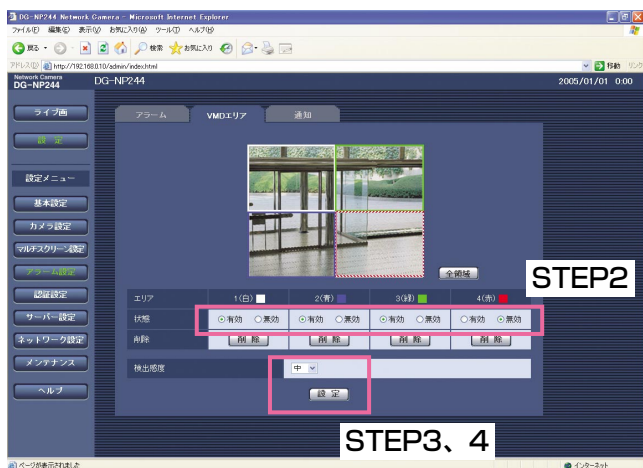 DG-NP244 Network Camera - Microsoft Internet Explorer
ファイル(F) 編集(E) 表示(V) お気に入り(A) ツール(T) ヘルプ(H)
戻る 検索 お気に入り
アドレス(D) http://192.168.0.10/admin/index.html 移動 リンク
Network Camera
DG-NP244 DG-NP244 2005/01/01 0:00
ライブ画
設 定
設定メニュー
基本設定
カメラ設定
マルチスクリーン設定
アラーム設定
認証設定
サーバー設定
ネットワーク設定
メンテナンス
ヘルプ
アラーム VMDエリア 通知
全領域
STEP2
エリア 1(白) 2(青) 3(緑) 4(赤)
状態 有効 無効 有効 無効 有効 無効 有効 無効
削除 削 除 削 除 削 除 削 除
検出感度 中
設 定
STEP3、4
ページが表示されました インターネット